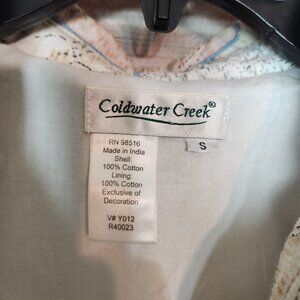 Coldwater Creek®
S
RN 98516
Made in India
Shell:
100% Cotton
Lining:
100% Cotton
Exclusive of
Decoration
V# Y012
R40023